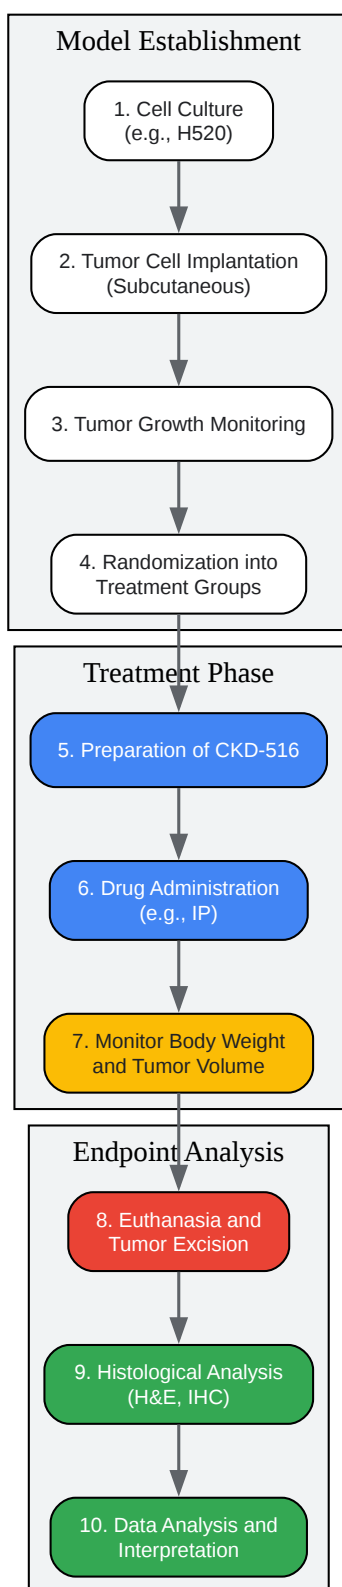 Model Establishment
1. Cell Culture
(e.g., H520)
2. Tumor Cell Implantation
(Subcutaneous)
3. Tumor Growth Monitoring
4. Randomization into
Treatment Groups
Treatment Phase
5. Preparation of CKD-516
6. Drug Administration
(e.g., IP)
7. Monitor Body Weight
and Tumor Volume
Endpoint Analysis
8. Euthanasia and
Tumor Excision
9. Histological Analysis
(H&E, IHC)
10. Data Analysis and
Interpretation